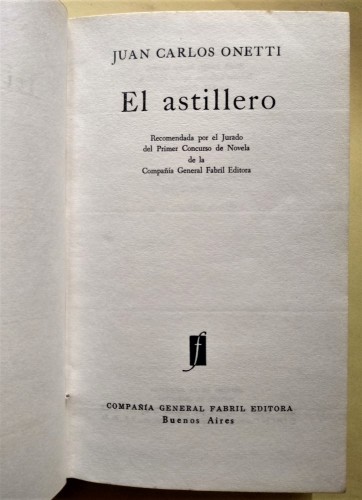 JUAN CARLOS ONETTI
El astillero
Recomendada por el Jurado
del Primer Concurso de Novela
de la
Compañía General Fabril Editora
f
COMPAÑÍA GENERAL FABRIL EDITORA
Buenos Aires